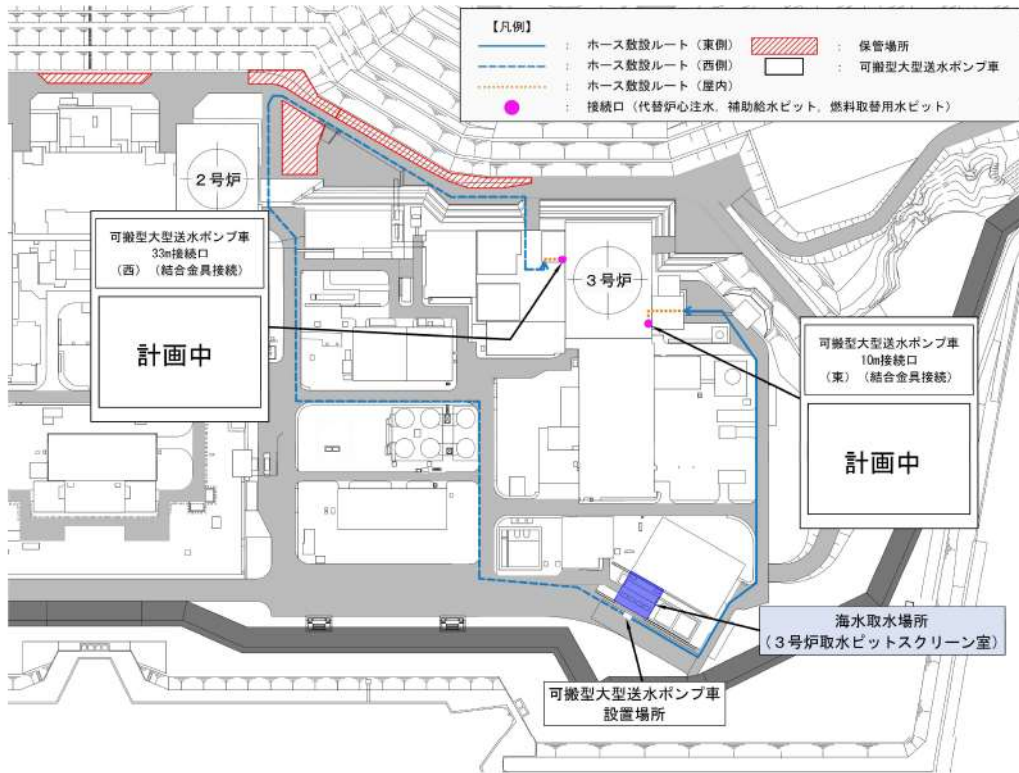 【凡例】
: ホース敷設ルート（東側）
: 保管場所
: ホース敷設ルート（西側）
: 可搬型大型送水ポンプ車
: ホース敷設ルート（屋内）
: 接続口（代替炉心注水，補助給水ピット，燃料取替用水ピット）
2号炉
可搬型大型送水ポンプ車
33m接続口
（西）（結合金具接続）
計画中
3号炉
可搬型大型送水ポンプ車
10m接続口
（東）（結合金具接続）
計画中
海水取水場所
（3号炉取水ピットスクリーン室）
可搬型大型送水ポンプ車
設置場所